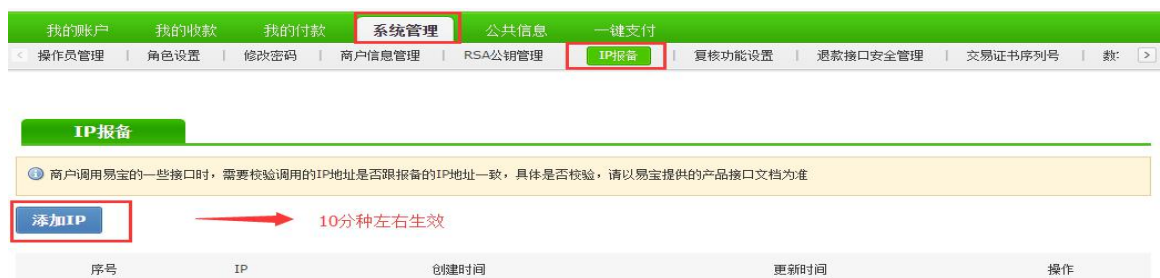 我的账户 我的收款 我的付款 系统管理 公共信息 一键支付
< 操作员管理 | 角色设置 | 修改密码 | 商户信息管理 | RSA公钥管理 IP报备 | 复核功能设置 | 退款接口安全管理 | 交易证书序列号 | 数 >
IP报备
商户调用易宝的一些接口时，需要校验调用的IP地址是否跟报备的IP地址一致，具体是否校验，请以易宝提供的产品接口文档为准
添加IP 10分种左右生效
序号 IP 创建时间 更新时间 操作